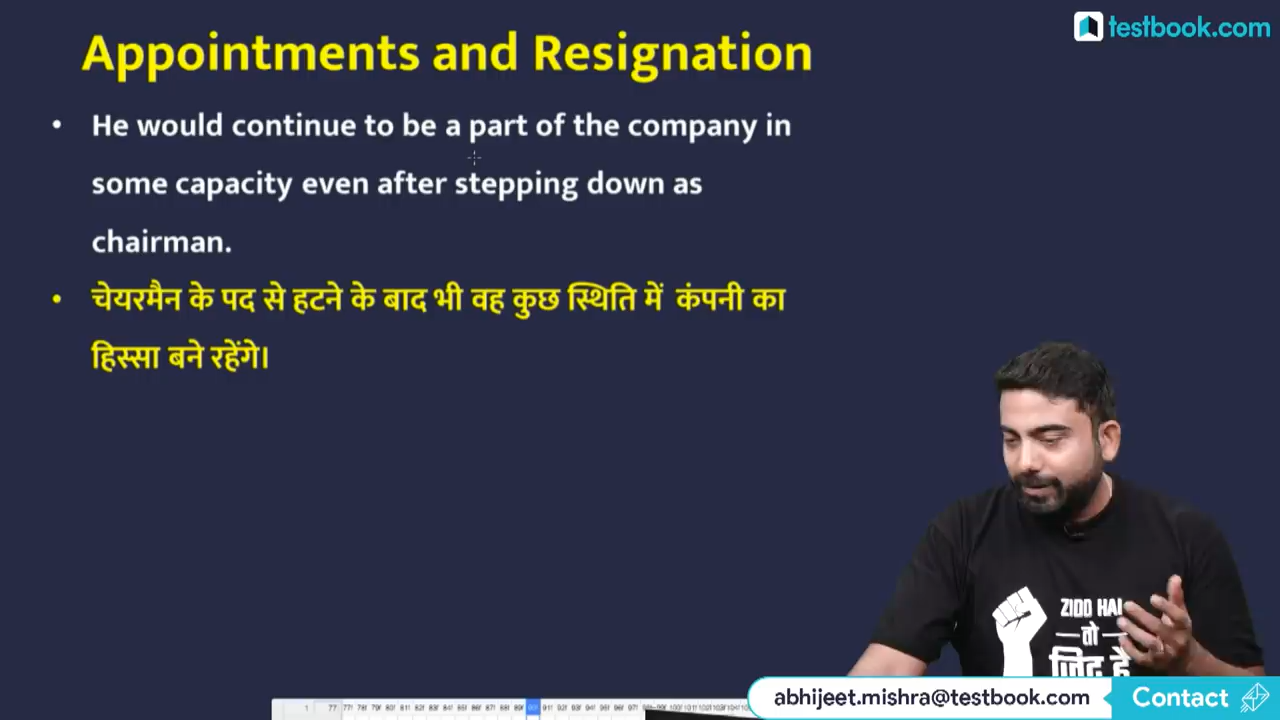 testbook.com
Appointments and Resignation
• He would continue to be a part of the company in
some capacity even after stepping down as
chairman.
• चेयरमैन के पद से हटने के बाद भी वह कुछ स्थिति में कंपनी का
हिस्सा बने रहेंगे।
ZIDD HAI
तो
ज़िद है
abhijeet.mishra@testbook.com Contact